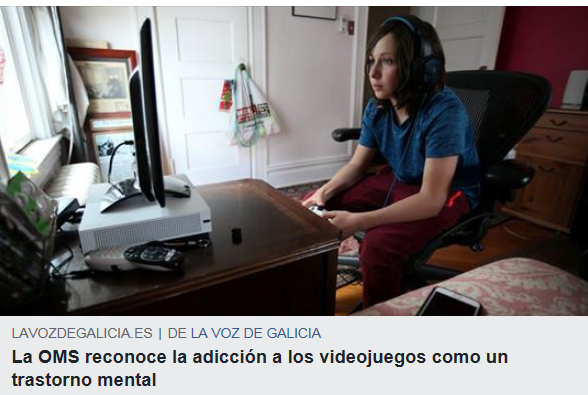 LAVOZDEGALICIA.ES | DE LA VOZ DE GALICIA
La OMS reconoce la adicción a los videojuegos como un
trastorno mental